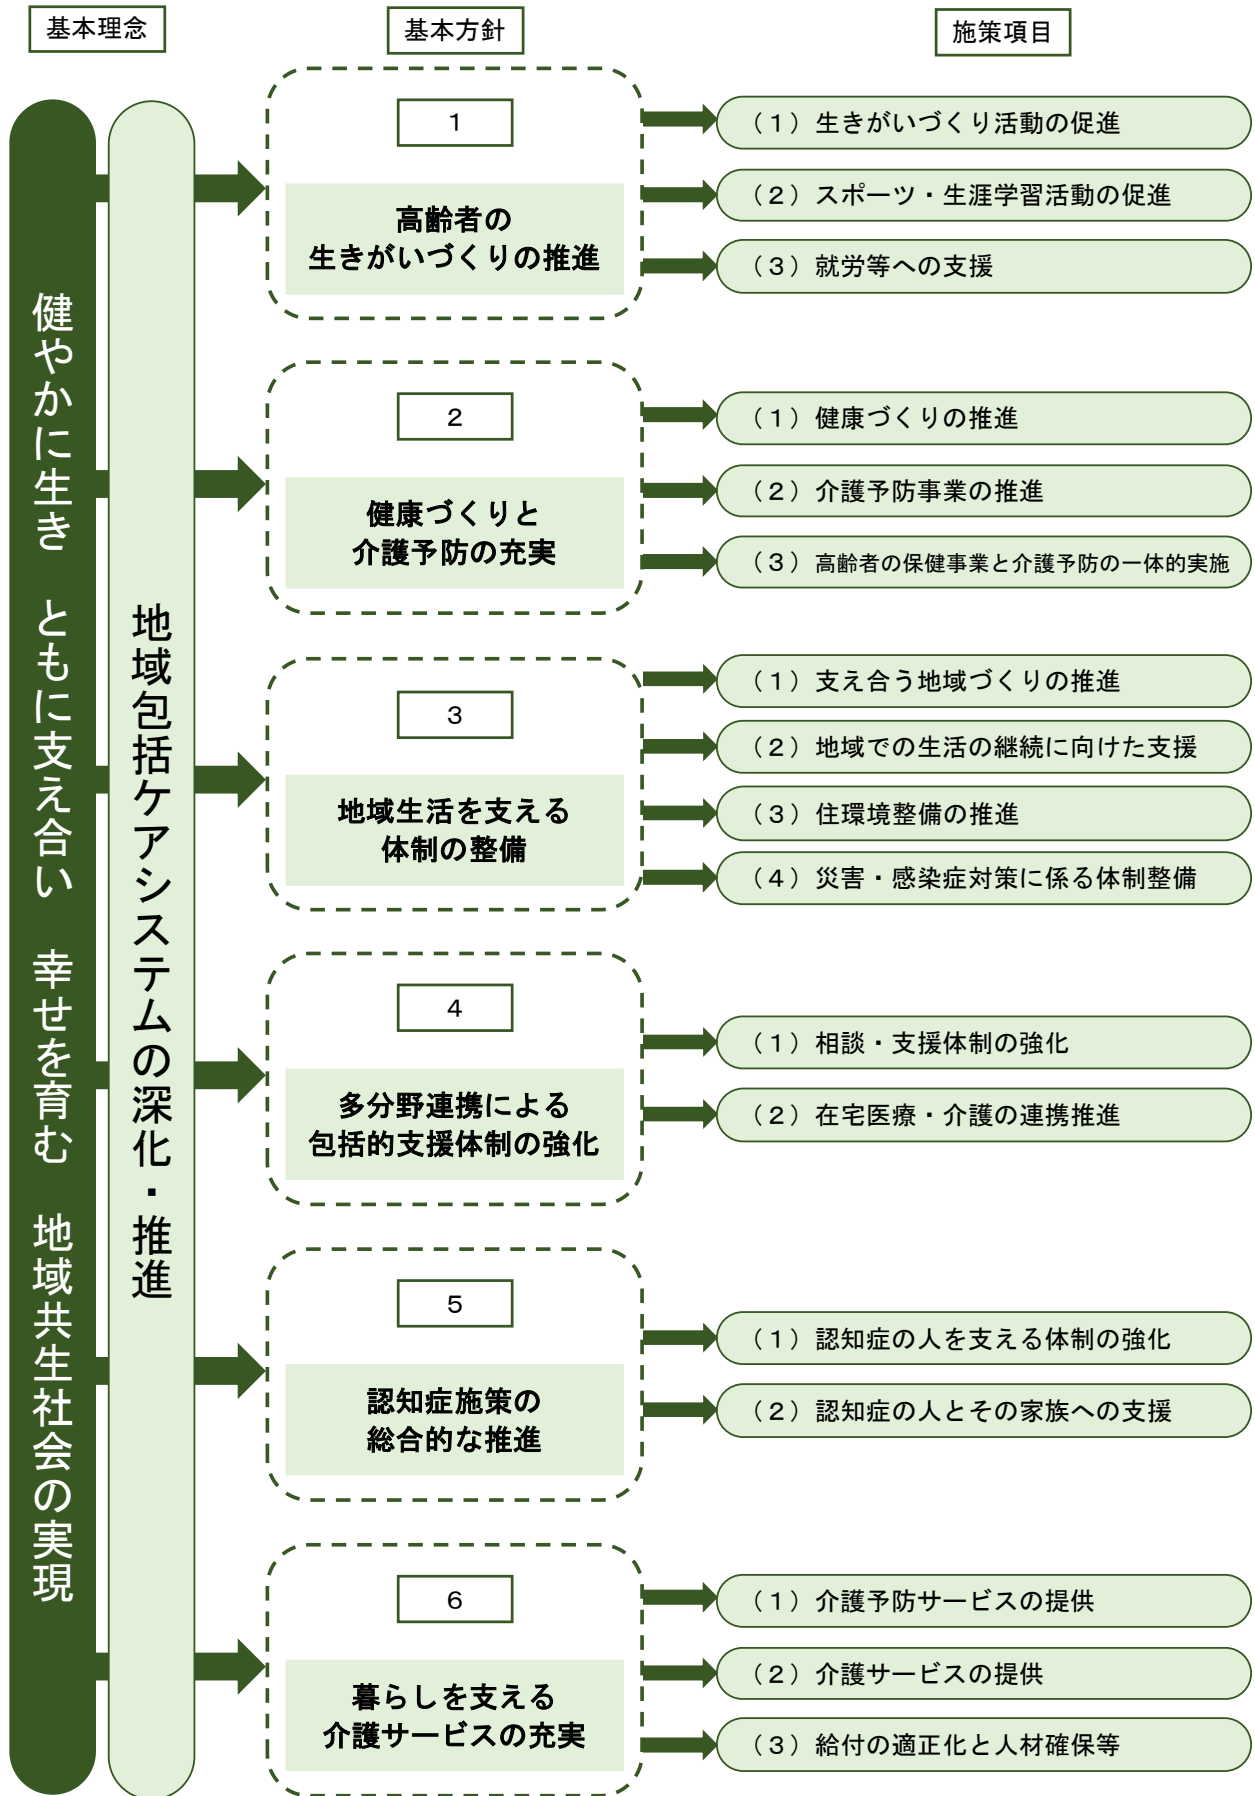 基本理念
基本方針
施策項目
健やかに生き　ともに支え合い　幸せを育む　地域共生社会の実現
地域包括ケアシステムの深化・推進
1
高齢者の
生きがいづくりの推進
（1）生きがいづくり活動の促進
（2）スポーツ・生涯学習活動の促進
（3）就労等への支援
2
健康づくりと
介護予防の充実
（1）健康づくりの推進
（2）介護予防事業の推進
（3）高齢者の保健事業と介護予防の一体的実施
3
地域生活を支える
体制の整備
（1）支え合う地域づくりの推進
（2）地域での生活の継続に向けた支援
（3）住環境整備の推進
（4）災害・感染症対策に係る体制整備
4
多分野連携による
包括的支援体制の強化
（1）相談・支援体制の強化
（2）在宅医療・介護の連携推進
5
認知症施策の
総合的な推進
（1）認知症の人を支える体制の強化
（2）認知症の人とその家族への支援
6
暮らしを支える
介護サービスの充実
（1）介護予防サービスの提供
（2）介護サービスの提供
（3）給付の適正化と人材確保等